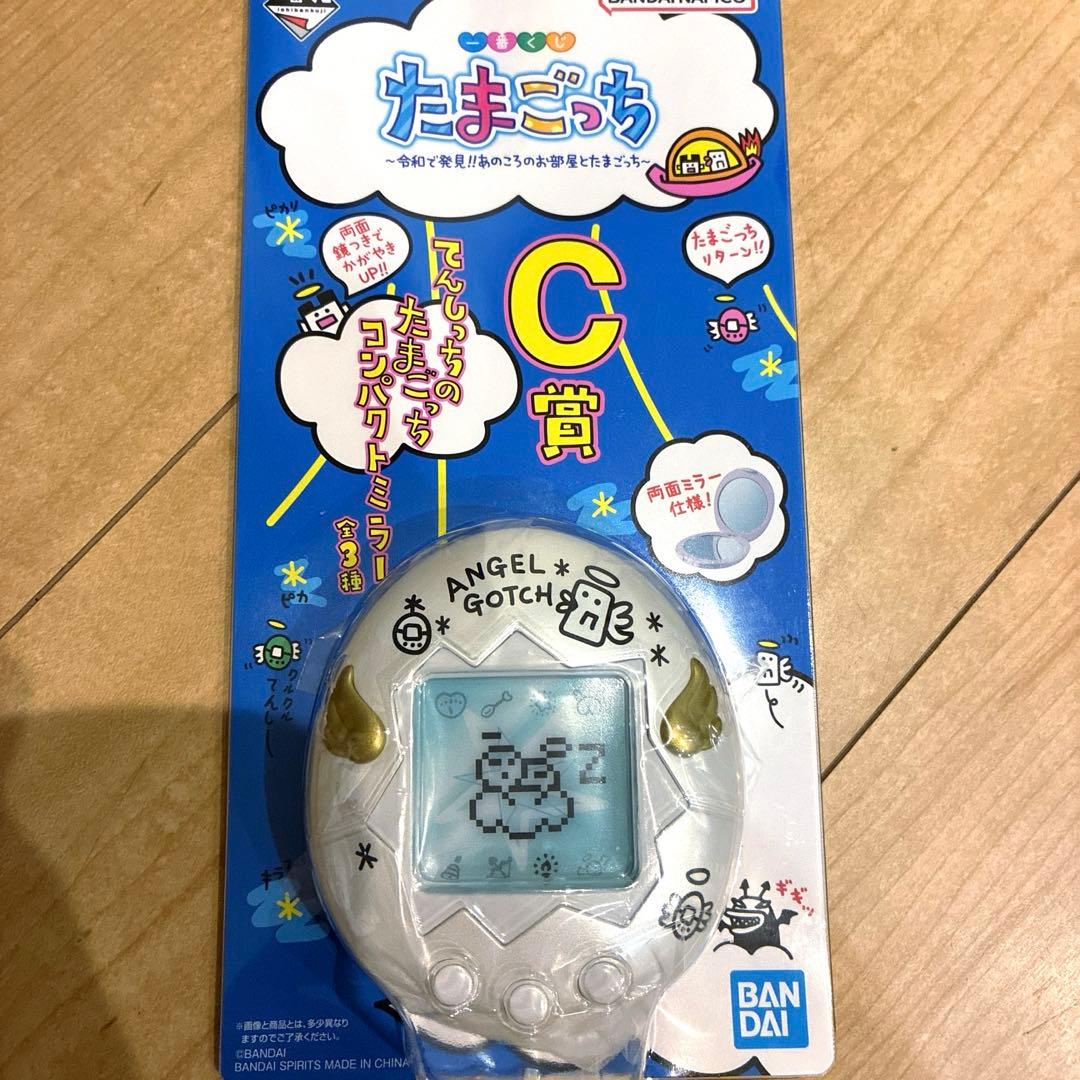 ichibankuji
BANDAI NAMCO
一番くじ
たまごっち
～令和で発見!!あのころのお部屋とたまごっち～
ピカリ
両面
鏡つきで
かがやき
UP!!
たまごっち
リターン!!
C
賞
てんしっちの
たまごっち
コンパクトミラー
全3種
両面ミラー
仕様!
ピカ
クルクル
てんしー
ANGEL
GOTCH
Z
キラ
ギギッ
BAN
DAI
※画像と商品とは、多少異なり
ますのでご了承ください。
©BANDAI
BANDAI SPIRITS MADE IN CHINA